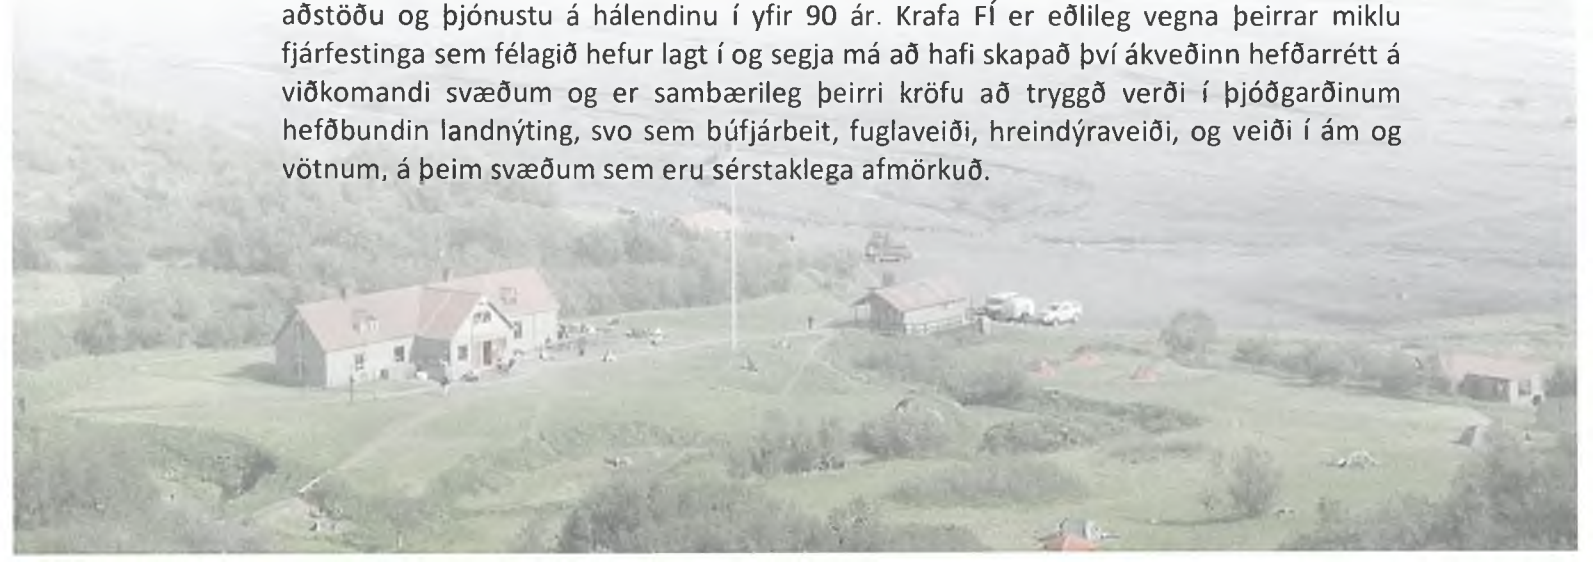 aðstöðu og þjónustu á hálendinu í yfir 90 ár. Krafa FÍ er eðlileg vegna þeirrar miklu
fjárfestinga sem félagið hefur lagt í og segja má að hafi skapað því ákveðinn hefðarrétt á
viðkomandi svæðum og er sambærileg þeirri kröfu að tryggð verði í þjóðgarðinum
hefðbundin landnýting, svo sem búfjárbeit, fuglaveiði, hreindýraveiði, og veiði í ám og
vötnum, á þeim svæðum sem eru sérstaklega afmörkuð.